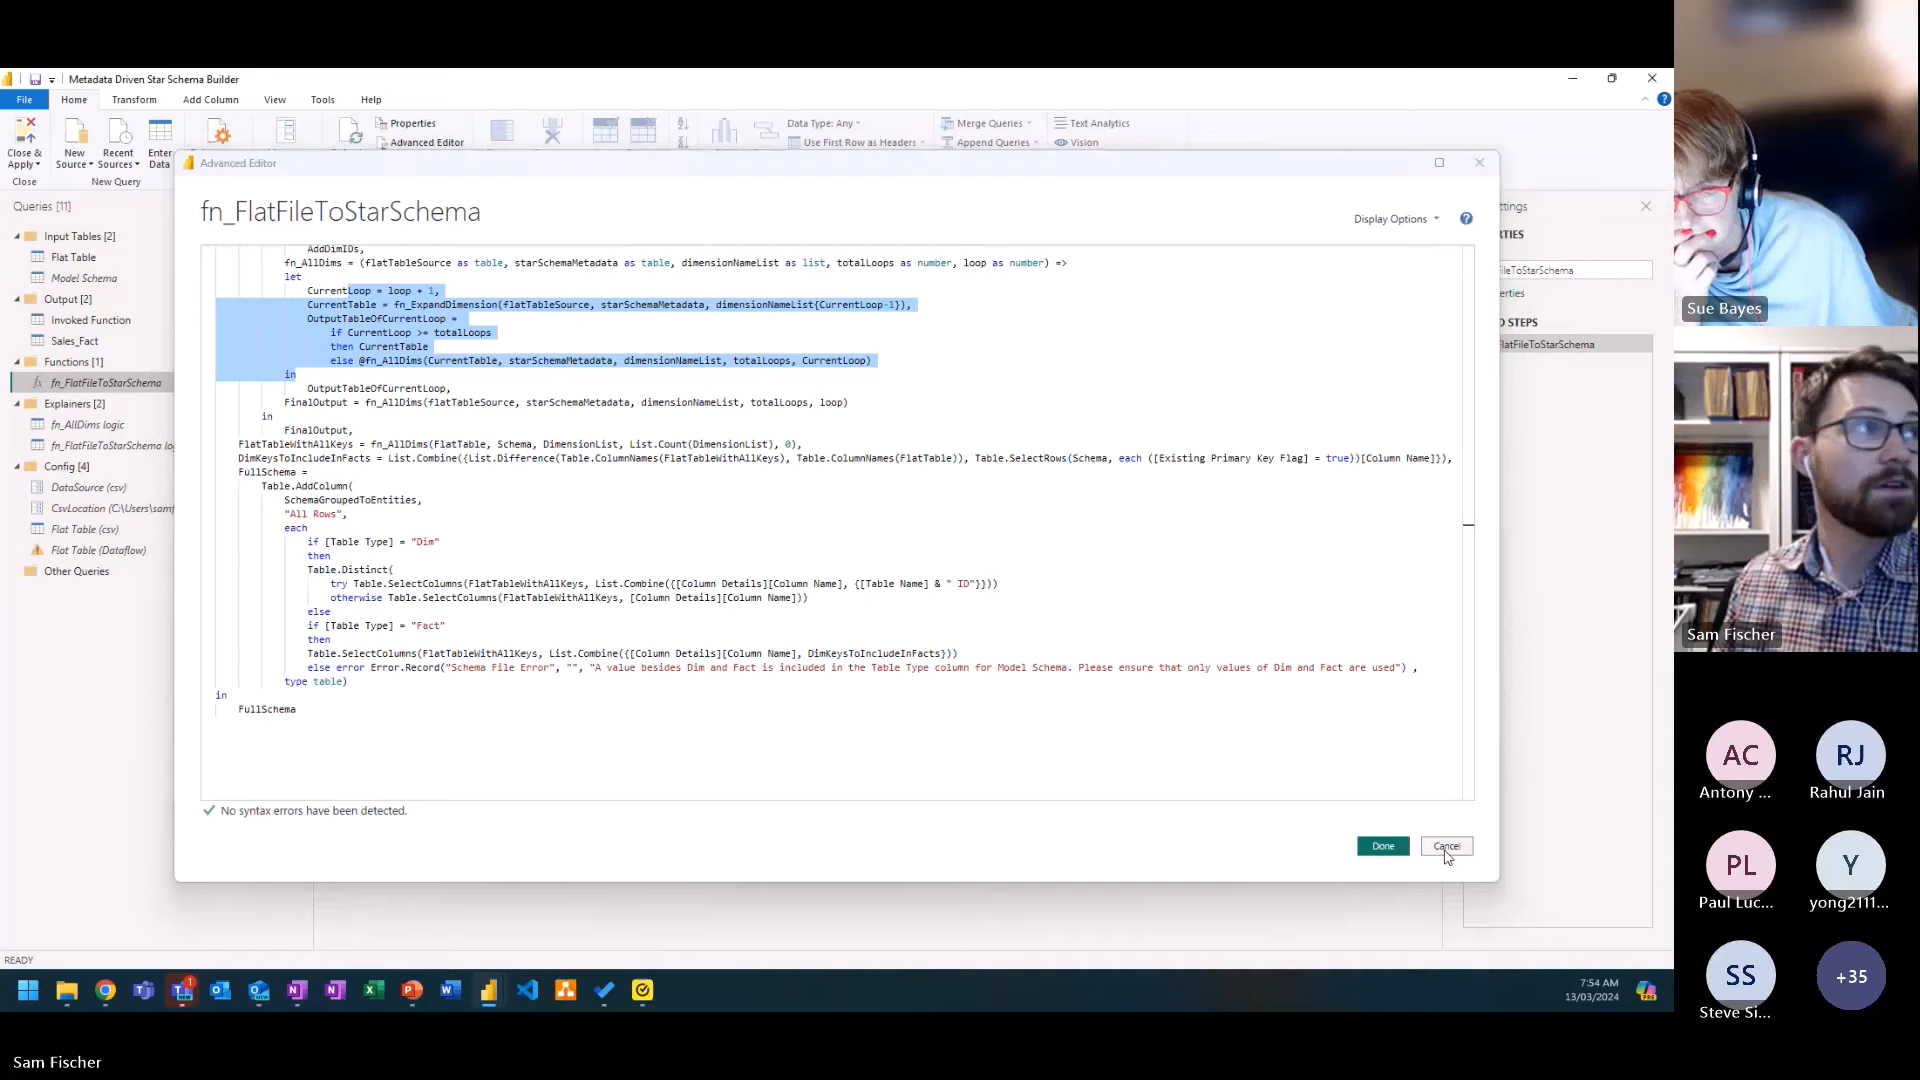 Metadata Driven Star Schema Builder
File
Home
Transform
Add Column
View
Tools
Help
Close &
Apply
New
Source
Recent
Sources
Enter
Data
Properties
Advanced Editor
Data Type: Any
Use First Row as Headers
Merge Queries
Append Queries
Text Analytics
Vision
Close
New Query
Advanced Editor
Queries [11]
Input Tables [2]
Flat Table
Model Schema
Output [2]
Invoked Function
Sales_Fact
Functions [1]
fn_FlatFileToStarSchema
Explainers [2]
fn_AllDims logic
fn_FlatFileToStarSchema lo
Config [4]
DataSource (csv)
CsvLocation (C:\Users\sam
Flat Table (csv)
Flat Table (Dataflow)
Other Queries
fn_FlatFileToStarSchema
Display Options
AddDimIDs,
fn_AllDims = (flatTableSource as table, starSchemaMetadata as table, dimensionNameList as list, totalLoops as number, loop as number) =>
let
CurrentLoop = loop + 1,
CurrentTable = fn_ExpandDimension(flatTableSource, starSchemaMetadata, dimensionNameList{CurrentLoop-1}),
OutputTableOfCurrentLoop =
if CurrentLoop >= totalLoops
then CurrentTable
else @fn_AllDims(CurrentTable, starSchemaMetadata, dimensionNameList, totalLoops, CurrentLoop)
in
OutputTableOfCurrentLoop,
FinalOutput = fn_AllDims(flatTableSource, starSchemaMetadata, dimensionNameList, totalLoops, loop)
in
FinalOutput,
FlatTableWithAllKeys = fn_AllDims(FlatTable, Schema, DimensionList, List.Count(DimensionList), 0),
DimKeysToIncludeInFacts = List.Combine({List.Difference(Table.ColumnNames(FlatTableWithAllKeys), Table.ColumnNames(FlatTable)), Table.SelectRows(Schema, each ([Existing Primary Key Flag] = true))[Column Name]}),
FullSchema =
Table.AddColumn(
SchemaGroupedToEntities,
"All Rows",
each
if [Table Type] = "Dim"
then
Table.Distinct(
try Table.SelectColumns(FlatTableWithAllKeys, List.Combine({[Column Details][Column Name], {[Table Name] & " ID"}}))
otherwise Table.SelectColumns(FlatTableWithAllKeys, [Column Details][Column Name]))
else
if [Table Type] = "Fact"
then
Table.SelectColumns(FlatTableWithAllKeys, List.Combine({[Column Details][Column Name], DimKeysToIncludeInFacts}))
else error Error.Record("Schema File Error", "", "A value besides Dim and Fact is included in the Table Type column for Model Schema. Please ensure that only values of Dim and Fact are used") ,
type table)
in
FullSchema
No syntax errors have been detected.
Done
Cancel
ttings
RTIES
ileToStarSchema
perties
D STEPS
FlatFileToStarSchema
READY
7:54 AM
13/03/2024
Sam Fischer
Sue Bayes
Sam Fischer
AC
Antony ...
RJ
Rahul Jain
PL
Paul Luc...
Y
yong2111...
SS
Steve Si...
+35